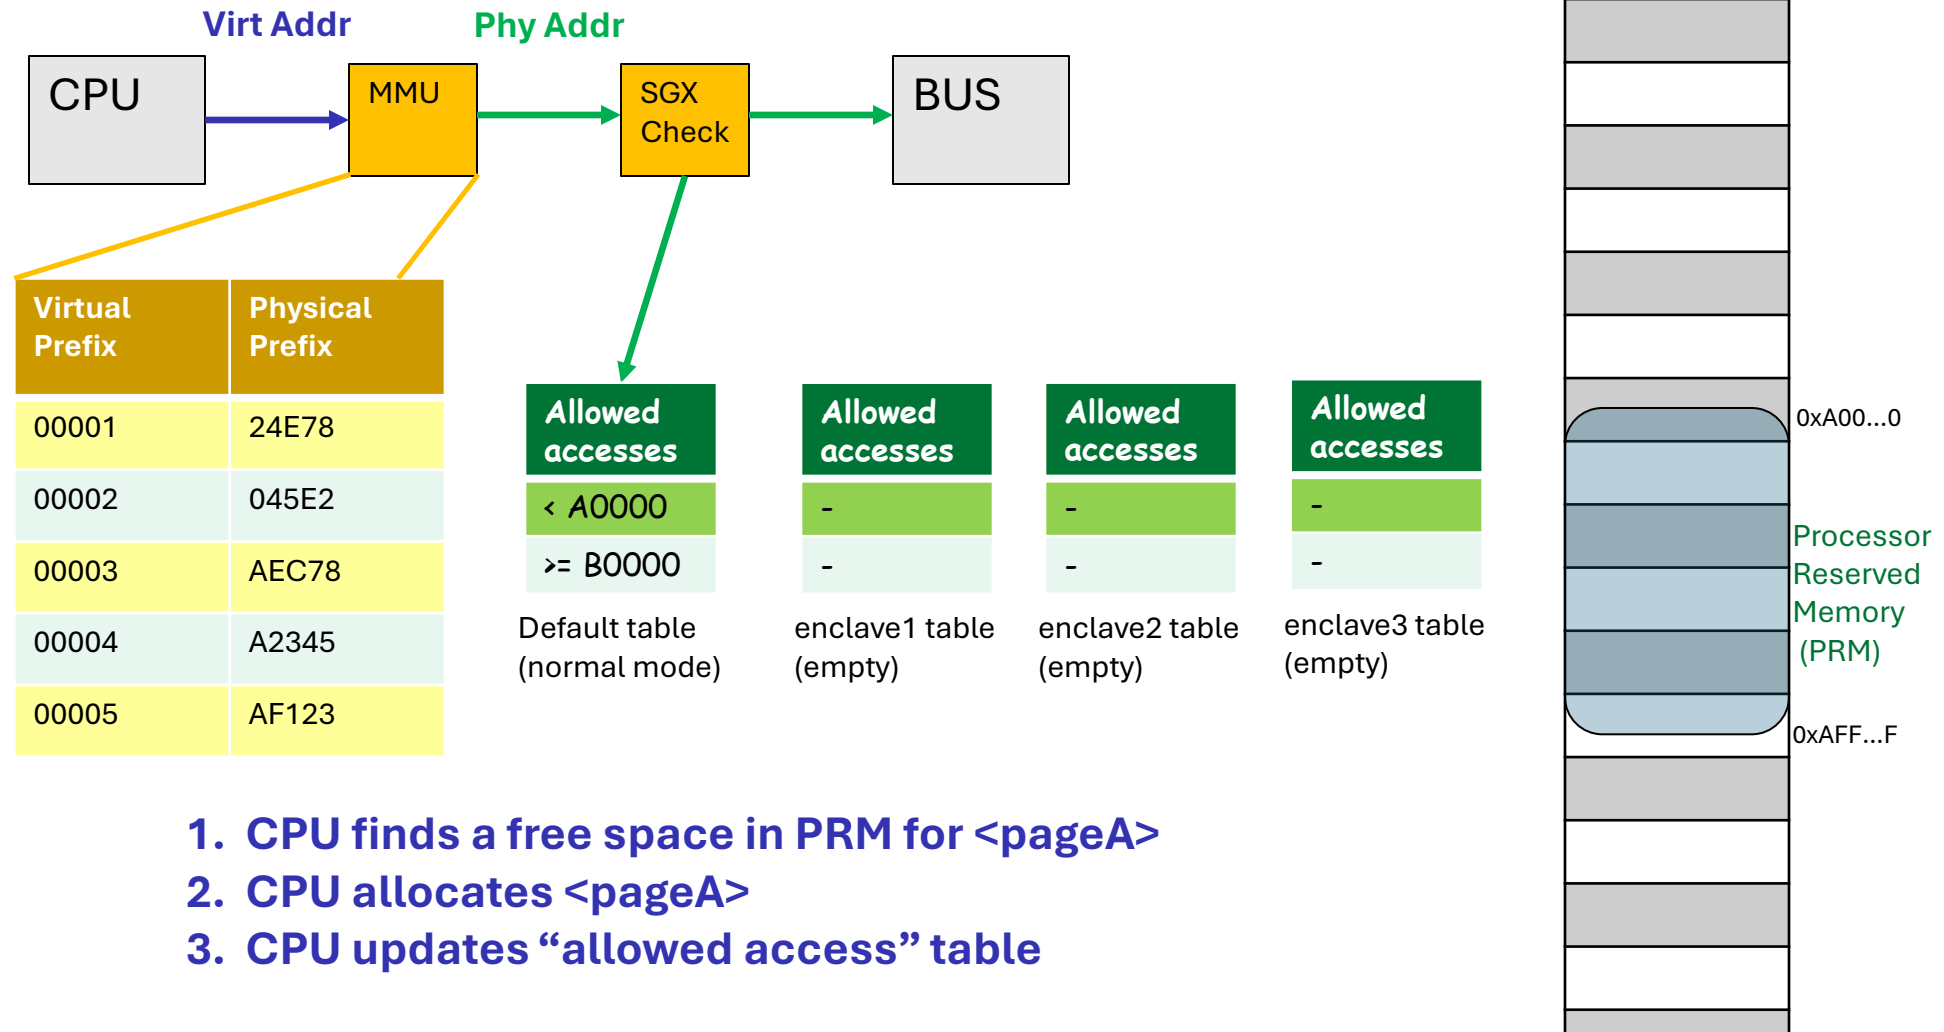 Virt Addr
Phy Addr
CPU
MMU
SGX
Check
BUS
Virtual
Prefix
Physical
Prefix
00001
24E78
00002
045E2
00003
AEC78
00004
A2345
00005
AF123
Allowed
accesses
< A0000
>= B0000
Default table
(normal mode)
Allowed
accesses
-
-
enclave1 table
(empty)
Allowed
accesses
-
-
enclave2 table
(empty)
Allowed
accesses
-
-
enclave3 table
(empty)
0xA00...0
Processor
Reserved
Memory
(PRM)
0xAFF...F
1. CPU finds a free space in PRM for <pageA>
2. CPU allocates <pageA>
3. CPU updates “allowed access” table